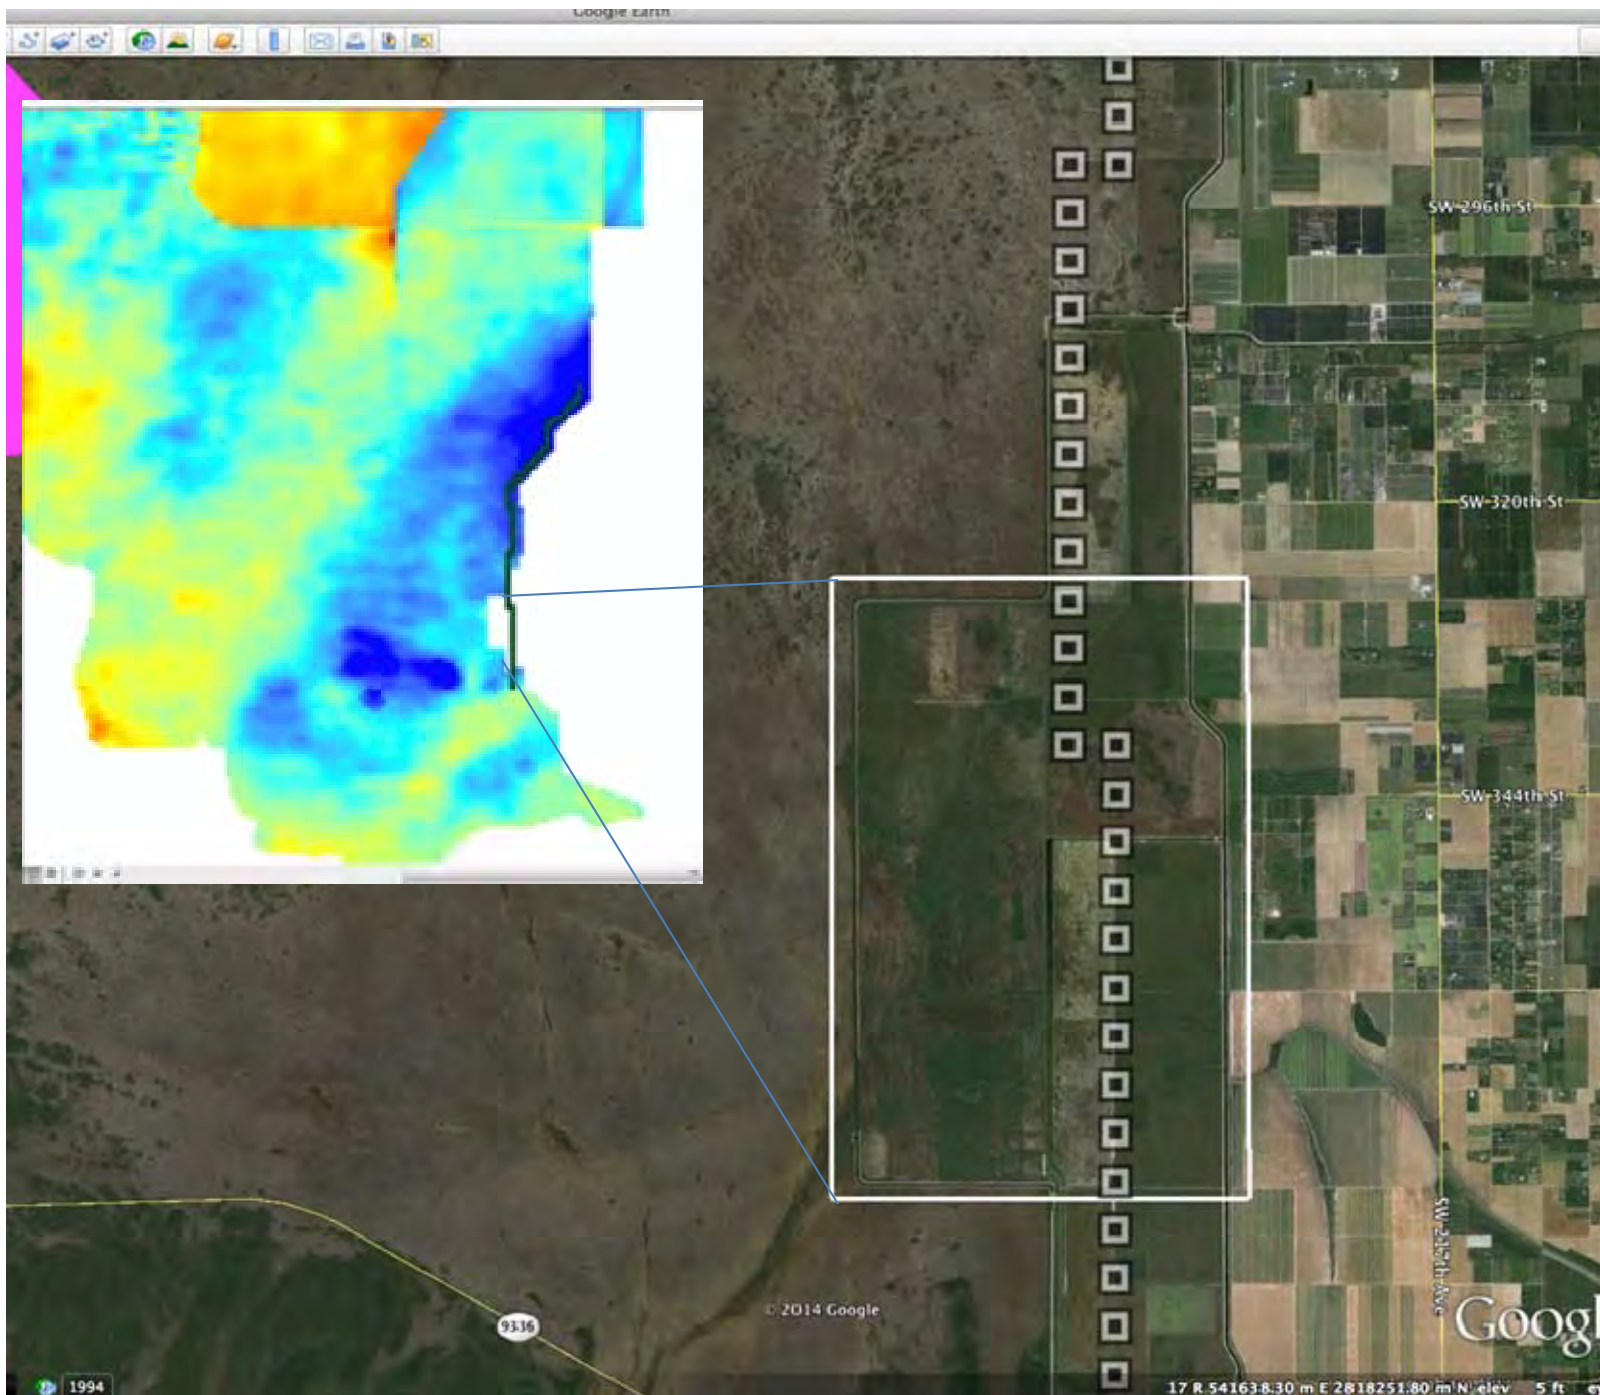 Google Earth
SW 296th St
SW 320th St
SW 344th St
SW 217th Ave
© 2014 Google
9336
Googl
1994
17 R 541638.30 m E 2818251.80 m N elev 5 ft